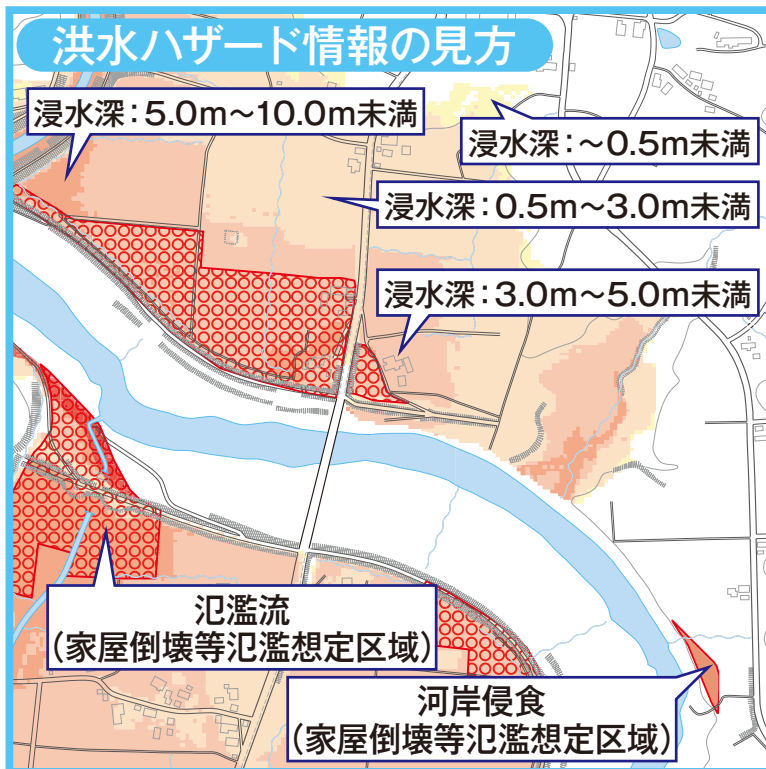 洪水ハザード情報の見方
浸水深：5.0m～10.0m未満
浸水深：～0.5m未満
浸水深：0.5m～3.0m未満
浸水深：3.0m～5.0m未満
氾濫流
（家屋倒壊等氾濫想定区域）
河岸侵食
（家屋倒壊等氾濫想定区域）